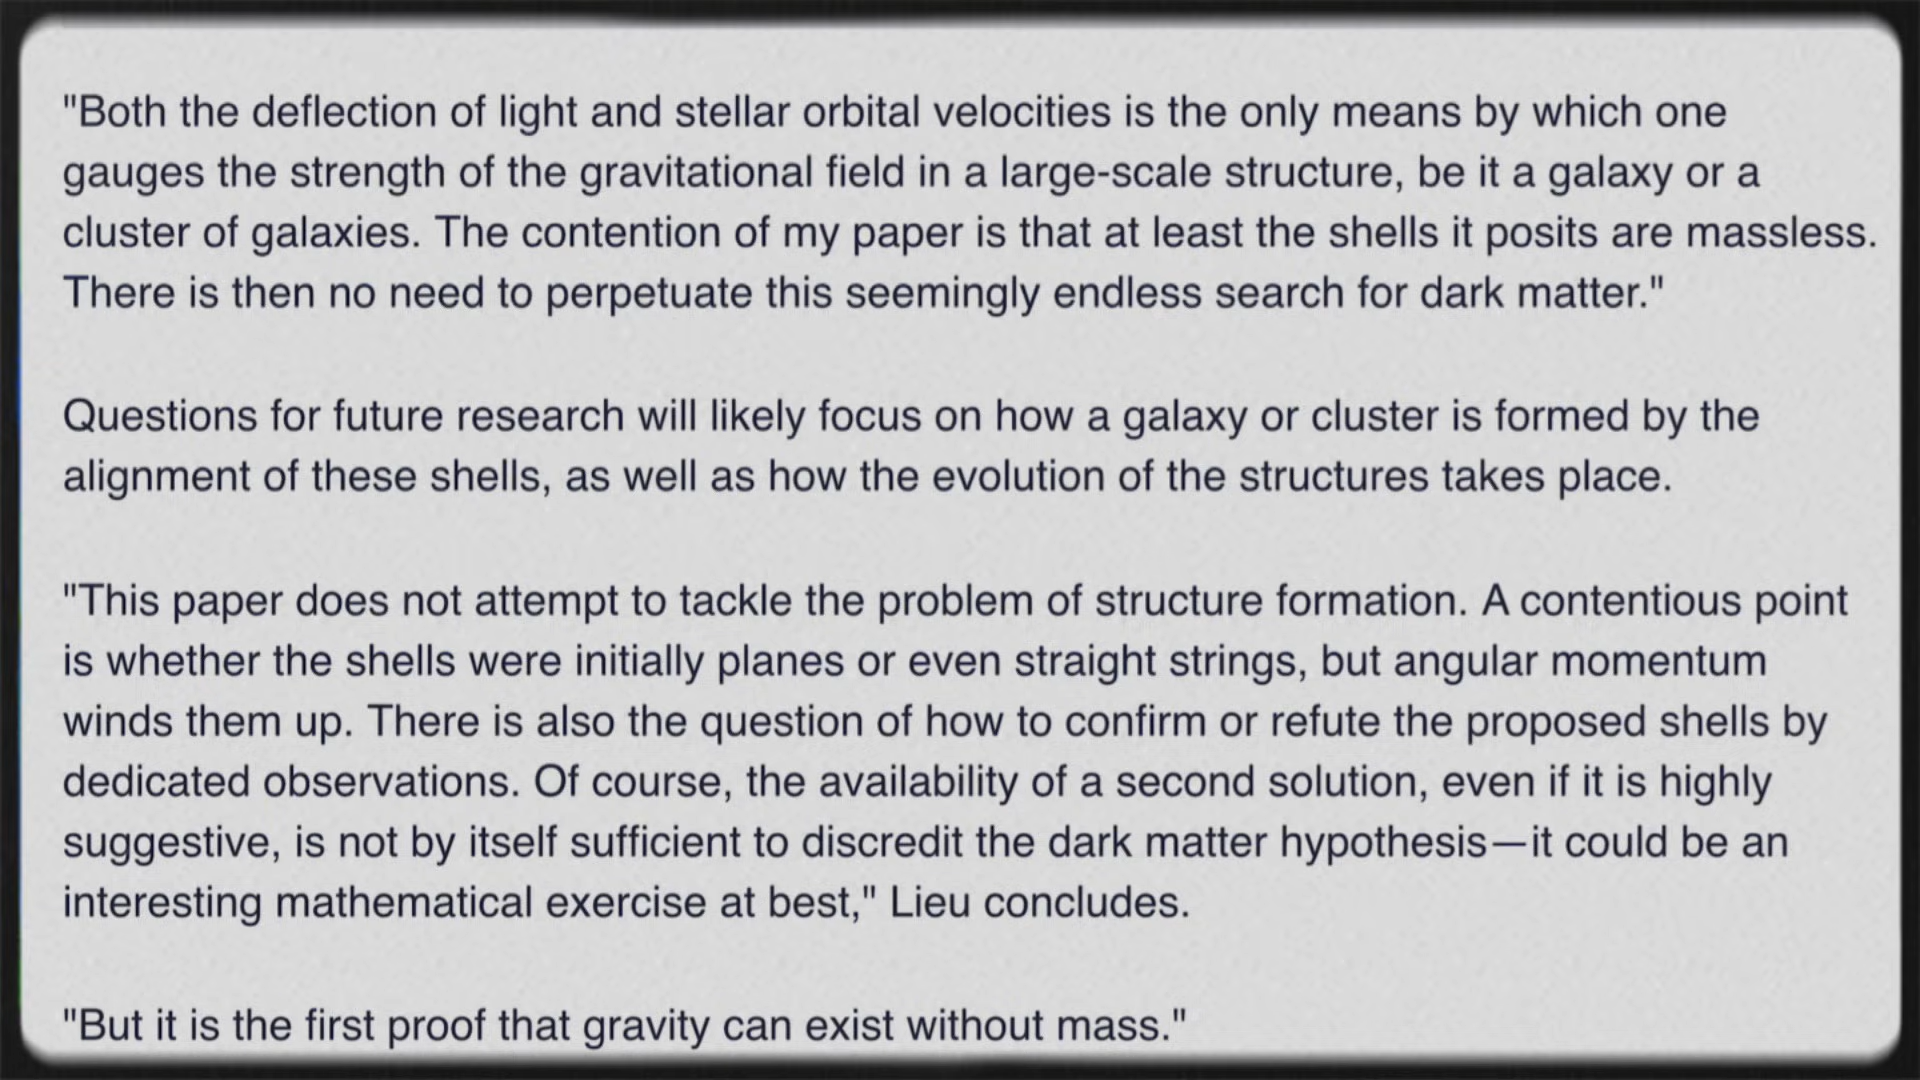 "Both the deflection of light and stellar orbital velocities is the only means by which one
gauges the strength of the gravitational field in a large-scale structure, be it a galaxy or a
cluster of galaxies. The contention of my paper is that at least the shells it posits are massless.
There is then no need to perpetuate this seemingly endless search for dark matter."
Questions for future research will likely focus on how a galaxy or cluster is formed by the
alignment of these shells, as well as how the evolution of the structures takes place.
"This paper does not attempt to tackle the problem of structure formation. A contentious point
is whether the shells were initially planes or even straight strings, but angular momentum
winds them up. There is also the question of how to confirm or refute the proposed shells by
dedicated observations. Of course, the availability of a second solution, even if it is highly
suggestive, is not by itself sufficient to discredit the dark matter hypothesis—it could be an
interesting mathematical exercise at best," Lieu concludes.
"But it is the first proof that gravity can exist without mass."